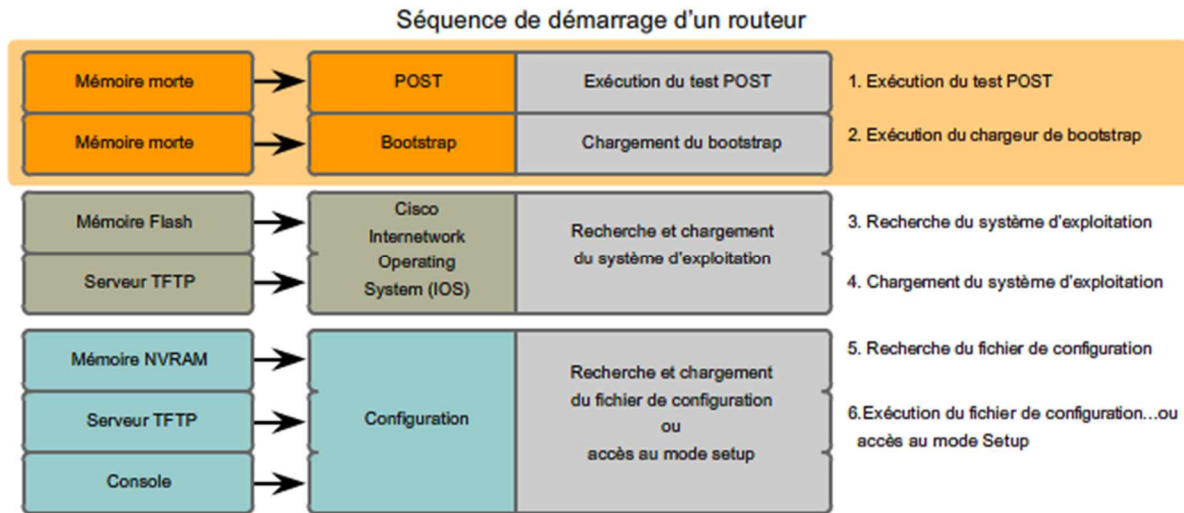 Séquence de démarrage d'un routeur
Mémoire morte
POST
Exécution du test POST
1. Exécution du test POST
Mémoire morte
Bootstrap
Chargement du bootstrap
2. Exécution du chargeur de bootstrap
Mémoire Flash
Serveur TFTP
Cisco
Internetwork
Operating
System (IOS)
Recherche et chargement
du système d'exploitation
3. Recherche du système d'exploitation
4. Chargement du système d'exploitation
Mémoire NVRAM
Serveur TFTP
Console
Configuration
Recherche et chargement
du fichier de configuration
ou
accès au mode setup
5. Recherche du fichier de configuration
6.Exécution du fichier de configuration...ou
accès au mode Setup